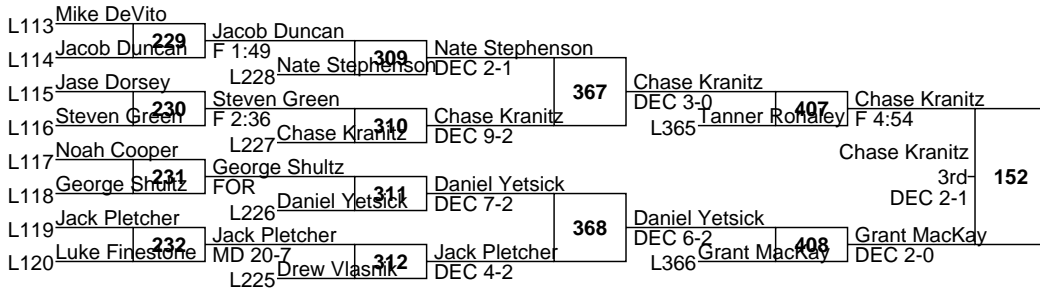 L113 Mike DeVito
229
L114 Jacob Duncan
Jacob Duncan
F 1:49
309
L228 Nate Stephenson
Nate Stephenson
DEC 2-1
L115 Jase Dorsey
230
L116 Steven Green
Steven Green
F 2:36
310
L227 Chase Kranitz
Chase Kranitz
DEC 9-2
367
Chase Kranitz
DEC 3-0
407
L365 Tanner Rohaley
Chase Kranitz
F 4:54
L117 Noah Cooper
231
L118 George Shultz
George Shultz
FOR
311
L226 Daniel Yetsick
Daniel Yetsick
DEC 7-2
L119 Jack Pletcher
232
L120 Luke Finestone
Jack Pletcher
MD 20-7
312
L225 Drew Vlasnik
Jack Pletcher
DEC 4-2
368
Daniel Yetsick
DEC 6-2
408
L366 Grant MacKay
Grant MacKay
DEC 2-0
Chase Kranitz
3rd
DEC 2-1
152